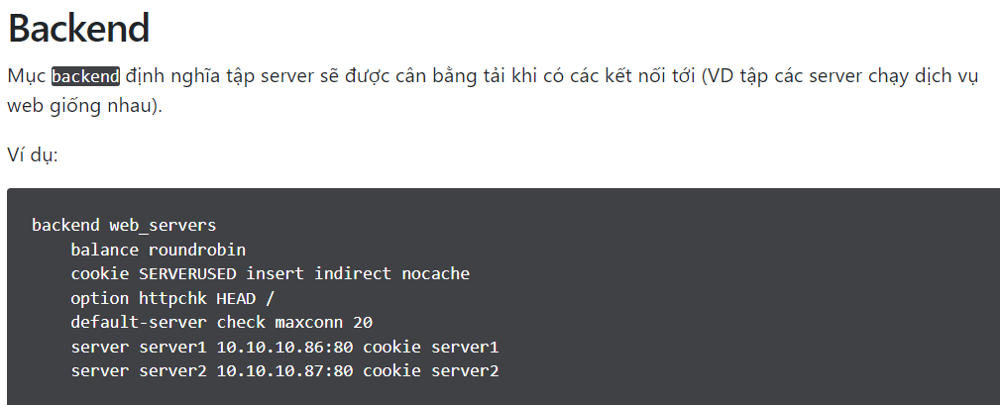 Backend
Mục backend định nghĩa tập server sẽ được cân bằng tải khi có các kết nối tới (VD tập các server chạy dịch vụ
web giống nhau).
Ví dụ:
backend web_servers
    balance roundrobin
    cookie SERVERUSED insert indirect nocache
    option httpchk HEAD /
    default-server check maxconn 20
    server server1 10.10.10.86:80 cookie server1
    server server2 10.10.10.87:80 cookie server2